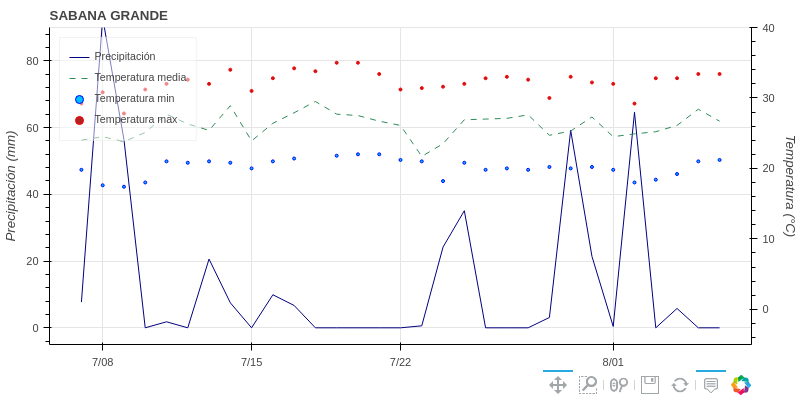 SABANA GRANDE
Precipitación
Temperatura media
Temperatura min
Temperatura máx
Precipitación (mm)
80
60
40
20
0
40
30
20
10
0
Temperatura (°C)
7/08
7/15
7/22
8/01